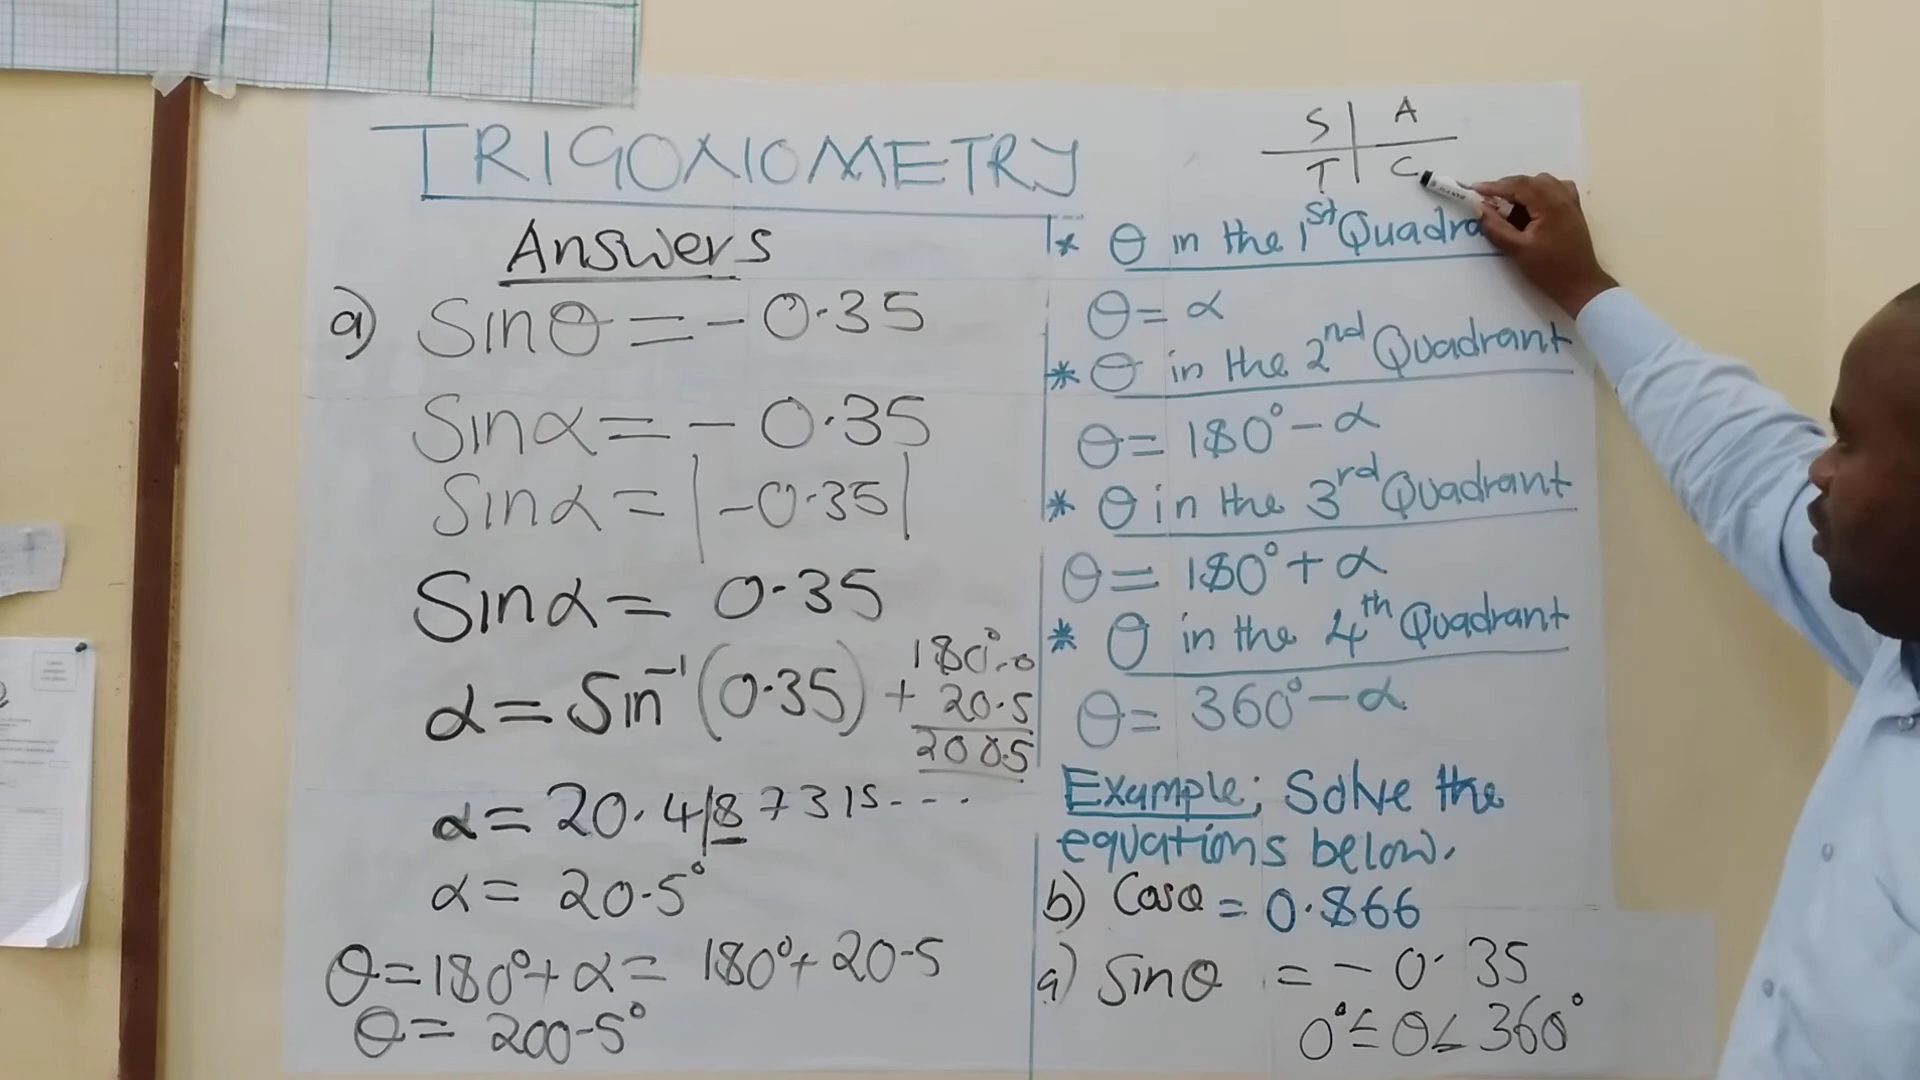 TRIGONOMETRY
Answers
a) Sinθ = - 0.35
Sinα = - 0.35
Sinα = |-0.35|
Sinα = 0.35
α = Sin⁻¹(0.35)
180°.0
+ 20.5
200.5
α = 20.4|87315....
α = 20.5°
θ = 180° + α = 180° + 20.5
θ = 200.5°
S A
T C
* θ in the 1st
θ = α
* θ in the 2nd Quadrant
θ = 180° - α
* θ in the 3rd Quadrant
θ = 180° + α
* θ in the 4th Quadrant
θ = 360° - α
Example; Solve the
equations below.
b) Cosθ = 0.866
a) Sinθ = - 0.35
0° ≤ θ ≤ 360°